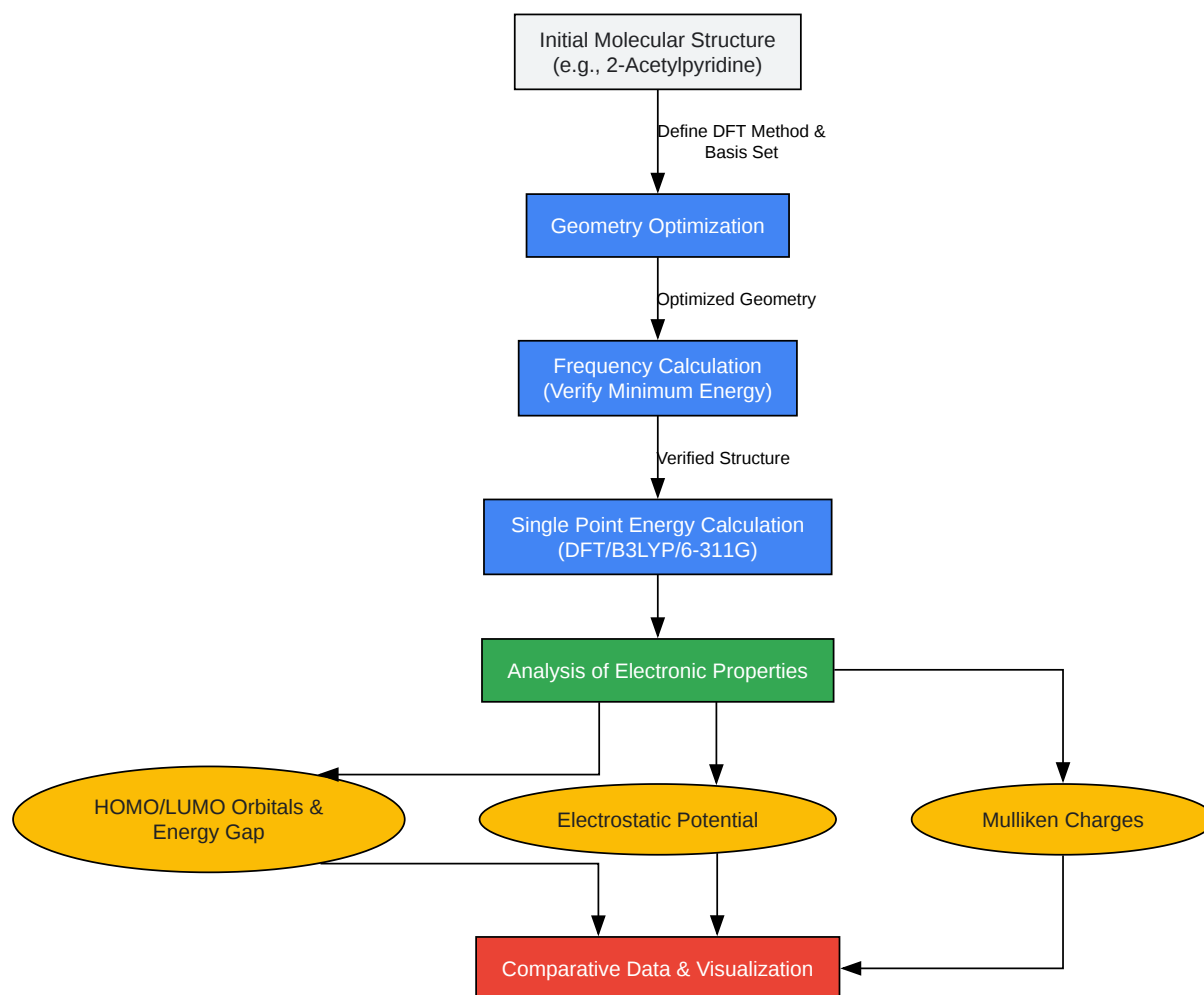 Initial Molecular Structure
(e.g., 2-Acetylpyridine)
Define DFT Method &
Basis Set
Geometry Optimization
Optimized Geometry
Frequency Calculation
(Verify Minimum Energy)
Verified Structure
Single Point Energy Calculation
(DFT/B3LYP/6-311G)
Analysis of Electronic Properties
HOMO/LUMO Orbitals &
Energy Gap
Electrostatic Potential
Mulliken Charges
Comparative Data & Visualization